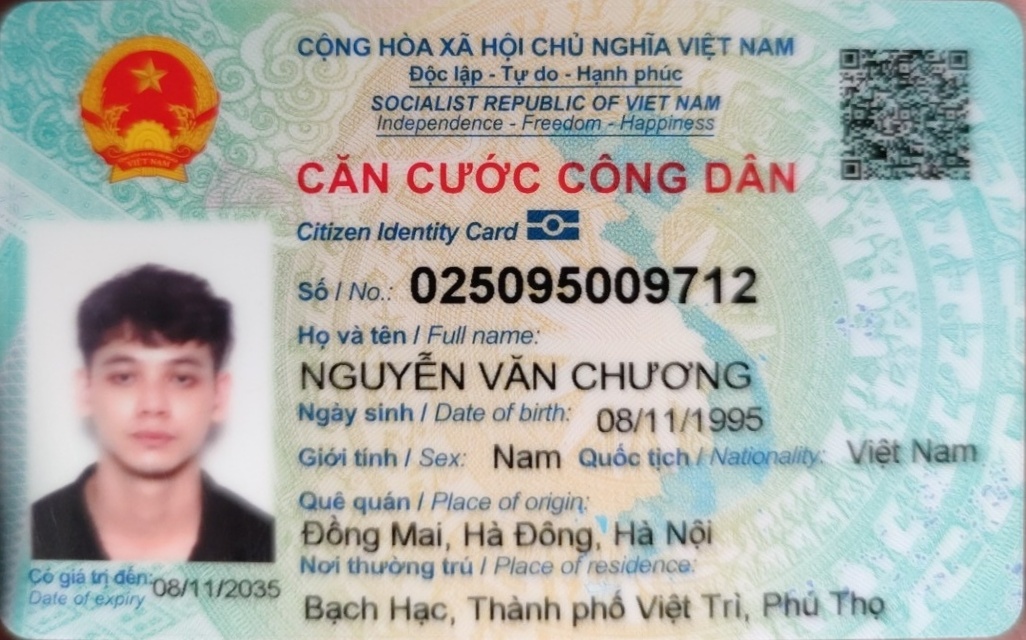 CỘNG HÒA XÃ HỘI CHỦ NGHĨA VIỆT NAM
Độc lập - Tự do - Hạnh phúc
SOCIALIST REPUBLIC OF VIET NAM
Independence - Freedom - Happiness
VIỆT NAM
CĂN CƯỚC CÔNG DÂN
Citizen Identity Card
Số / No.: 025095009712
Họ và tên / Full name:
NGUYỄN VĂN CHƯƠNG
Ngày sinh / Date of birth: 08/11/1995
Giới tính / Sex: Nam Quốc tịch / Nationality: Việt Nam
Quê quán / Place of origin:
Đồng Mai, Hà Đông, Hà Nội
Nơi thường trú / Place of residence:
Bạch Hạc, Thành phố Việt Trì, Phú Thọ
Có giá trị đến: 08/11/2035
Date of expiry